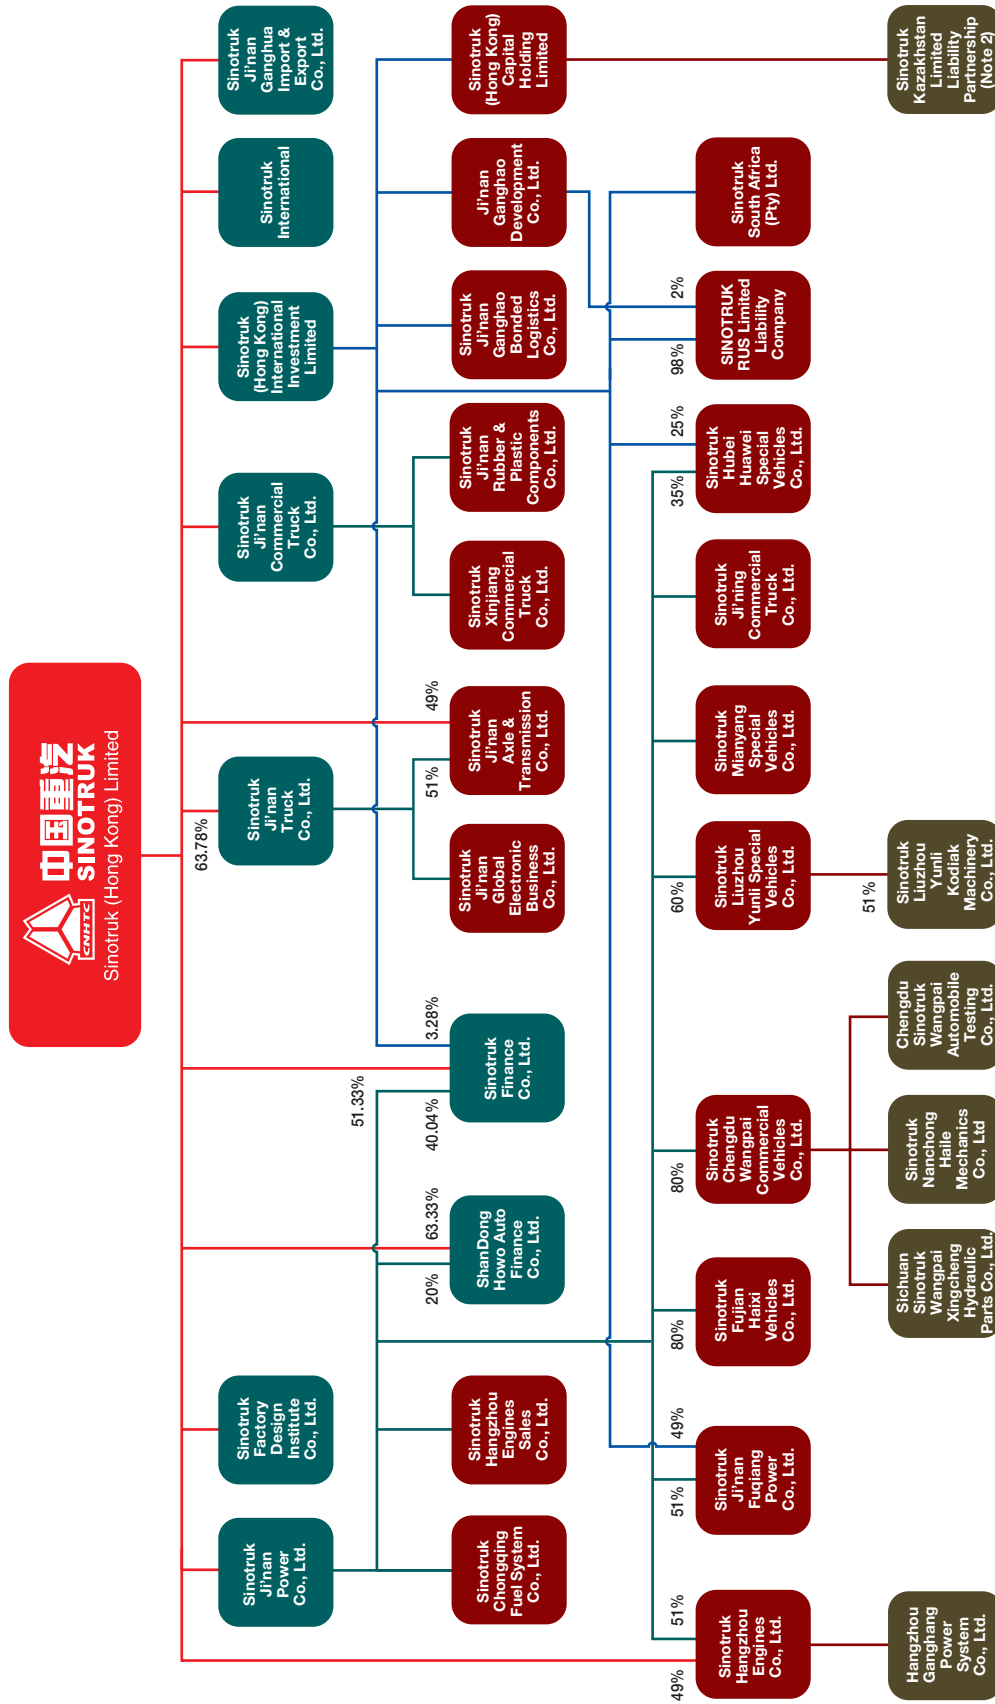 中国重汽
SINOTRUK
CNHTC
Sinotruk (Hong Kong) Limited
63.78%
Sinotruk
Ji'nan
Power
Co., Ltd.
Sinotruk
Factory
Design
Institute
Co., Ltd.
Sinotruk
Ji'nan
Truck
Co., Ltd.
Sinotruk
Ji'nan
Commercial
Truck
Co., Ltd.
Sinotruk
(Hong Kong)
International
Investment
Limited
Sinotruk
International
Sinotruk
Ji'nan
Ganghua
Import &
Export
Co., Ltd.
51.33%
20%
63.33%
40.04%
3.28%
51%
49%
Sinotruk
Chongqing
Fuel System
Co., Ltd.
Sinotruk
Hangzhou
Engines
Sales
Co., Ltd.
ShanDong
Howo Auto
Finance
Co., Ltd.
Sinotruk
Finance
Co., Ltd.
Sinotruk
Ji'nan
Global
Electronic
Business
Co., Ltd.
Sinotruk
Ji'nan
Axle &
Transmission
Co., Ltd.
Sinotruk
Xinjiang
Commercial
Truck
Co., Ltd.
Sinotruk
Ji'nan
Rubber &
Plastic
Components
Co., Ltd.
Sinotruk
Ji'nan
Ganghao
Bonded
Logistics
Co., Ltd.
Ji'nan
Ganghao
Development
Co., Ltd.
Sinotruk
(Hong Kong)
Capital
Holding
Limited
49%
51%
51%
49%
80%
80%
60%
35%
25%
98%
2%
Sinotruk
Hangzhou
Engines
Co., Ltd.
Sinotruk
Ji'nan
Fuqiang
Power
Co., Ltd.
Sinotruk
Fujian
Haixi
Vehicles
Co., Ltd.
Sinotruk
Chengdu
Wangpai
Commercial
Vehicles
Co., Ltd.
Sinotruk
Liuzhou
Yunli Special
Vehicles
Co., Ltd.
Sinotruk
Mianyang
Special
Vehicles
Co., Ltd.
Sinotruk
Ji'ning
Commercial
Truck
Co., Ltd.
Sinotruk
Hubei
Huawei
Special
Vehicles
Co., Ltd.
SINOTRUK
RUS Limited
Liability
Company
Sinotruk
South Africa
(Pty) Ltd.
51%
Hangzhou
Ganghang
Power
System
Co., Ltd.
Sichuan
Sinotruk
Wangpai
Xingcheng
Hydraulic
Parts Co., Ltd.
Sinotruk
Nanchong
Haile
Mechanics
Co., Ltd
Chengdu
Sinotruk
Wangpai
Automobile
Testing
Co., Ltd.
Sinotruk
Liuzhou
Yunli
Kodiak
Machinery
Co., Ltd.
Sinotruk
Kazakhstan
Limited
Liability
Partnership
(Note 2)